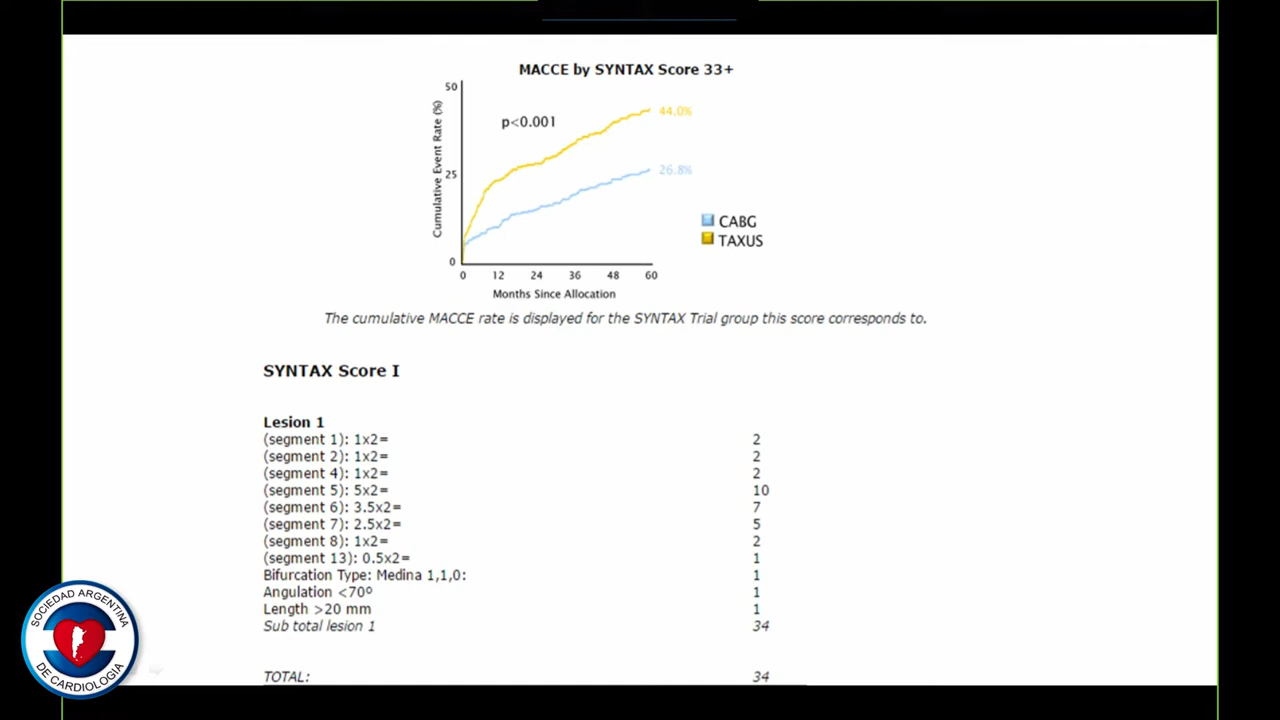 MACCE by SYNTAX Score 33+
50
25
0
Cumulative Event Rate (%)
p<0.001
44.0%
26.8%
CABG
TAXUS
0 12 24 36 48 60
Months Since Allocation
The cumulative MACCE rate is displayed for the SYNTAX Trial group this score corresponds to.
SYNTAX Score I
Lesion 1
(segment 1): 1x2= 2
(segment 2): 1x2= 2
(segment 4): 1x2= 2
(segment 5): 5x2= 10
(segment 6): 3.5x2= 7
(segment 7): 2.5x2= 5
(segment 8): 1x2= 2
(segment 13): 0.5x2= 1
Bifurcation Type: Medina 1,1,0: 1
Angulation <70º 1
Length >20 mm 1
Sub total lesion 1 34
TOTAL: 34
SOCIEDAD ARGENTINA
DE CARDIOLOGIA